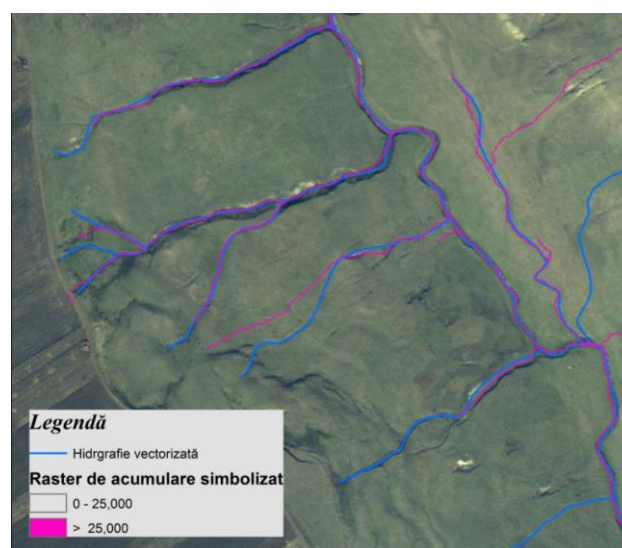 Legendă
Hidrgrafie vectorizată
Raster de acumulare simbolizat
0 - 25,000
> 25,000